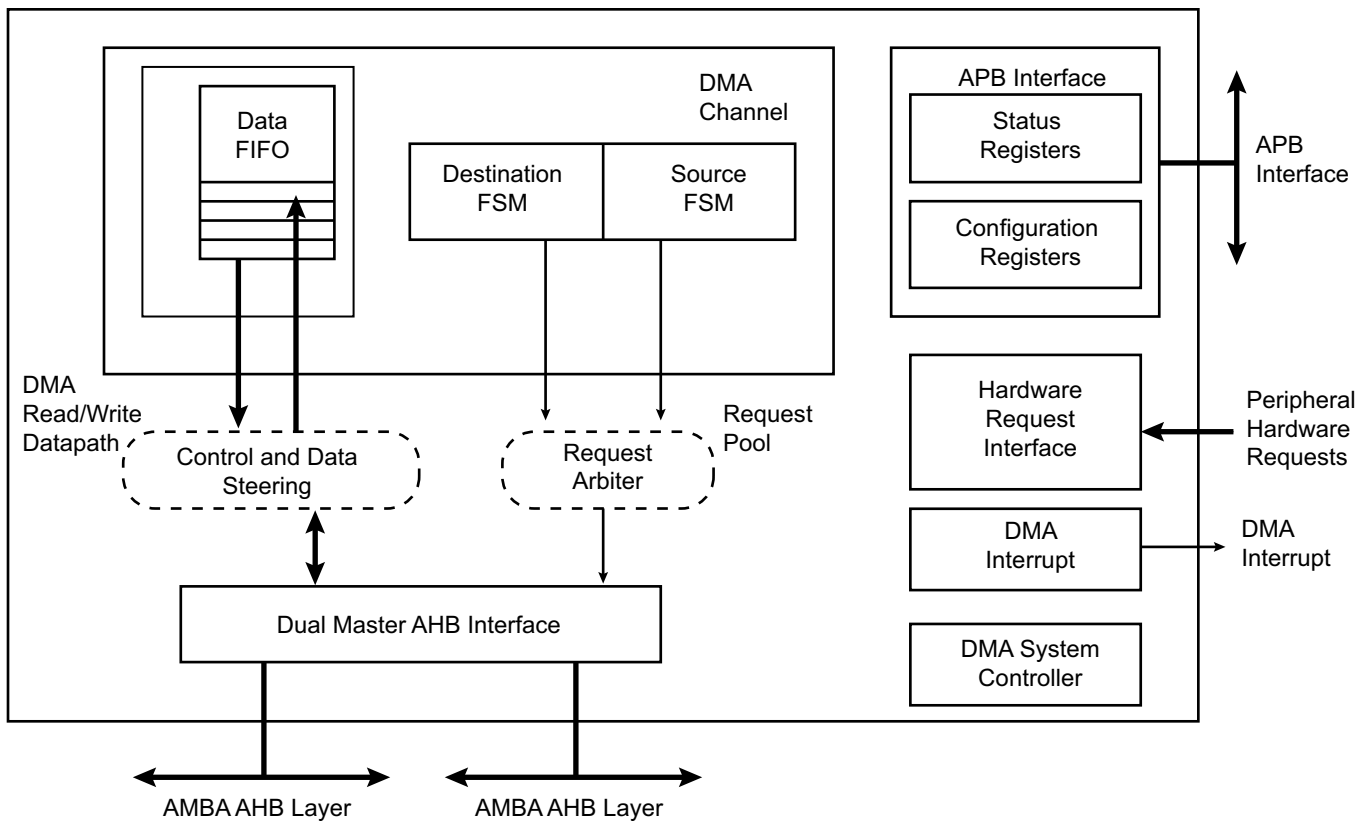 DMA
Channel
Data
FIFO
Destination
FSM
Source
FSM
APB Interface
Status
Registers
Configuration
Registers
APB
Interface
DMA
Read/Write
Datapath
Control and Data
Steering
Request
Arbiter
Request
Pool
Hardware
Request
Interface
Peripheral
Hardware
Requests
DMA
Interrupt
DMA
Interrupt
Dual Master AHB Interface
DMA System
Controller
AMBA AHB Layer
AMBA AHB Layer